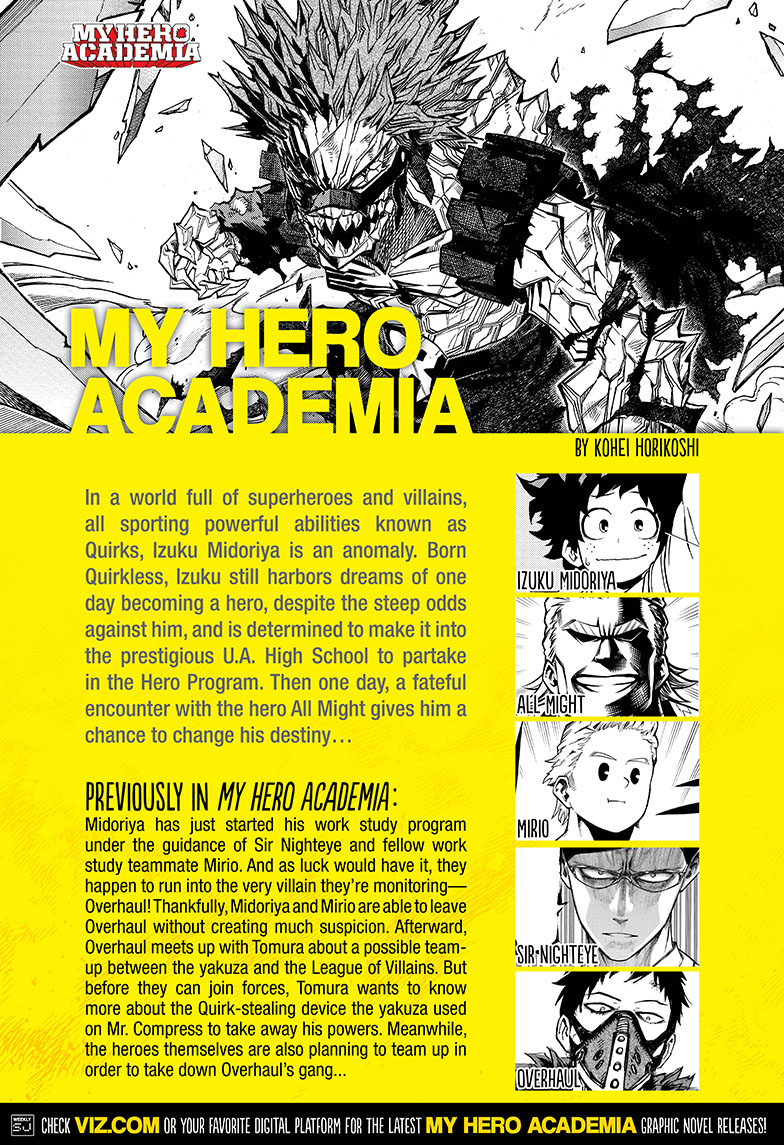 MY HERO
ACADEMIA
MY HERO
ACADEMIA
BY KOHEI HORIKOSHI
In a world full of superheroes and villains,
all sporting powerful abilities known as
Quirks, Izuku Midoriya is an anomaly. Born
Quirkless, Izuku still harbors dreams of one
day becoming a hero, despite the steep odds
against him, and is determined to make it into
the prestigious U.A. High School to partake
in the Hero Program. Then one day, a fateful
encounter with the hero All Might gives him a
chance to change his destiny…
PREVIOUSLY IN MY HERO ACADEMIA:
Midoriya has just started his work study program
under the guidance of Sir Nighteye and fellow work
study teammate Mirio. And as luck would have it, they
happen to run into the very villain they're monitoring—
Overhaul! Thankfully, Midoriya and Mirio are able to leave
Overhaul without creating much suspicion. Afterward,
Overhaul meets up with Tomura about a possible team-
up between the yakuza and the League of Villains. But
before they can join forces, Tomura wants to know
more about the Quirk-stealing device the yakuza used
on Mr. Compress to take away his powers. Meanwhile,
the heroes themselves are also planning to team up in
order to take down Overhaul's gang...
IZUKU MIDORIYA
ALL MIGHT
MIRIO
SIR NIGHTEYE
OVERHAUL
WEEKLY
SJ
CHECK VIZ.COM OR YOUR FAVORITE DIGITAL PLATFORM FOR THE LATEST MY HERO ACADEMIA GRAPHIC NOVEL RELEASES!